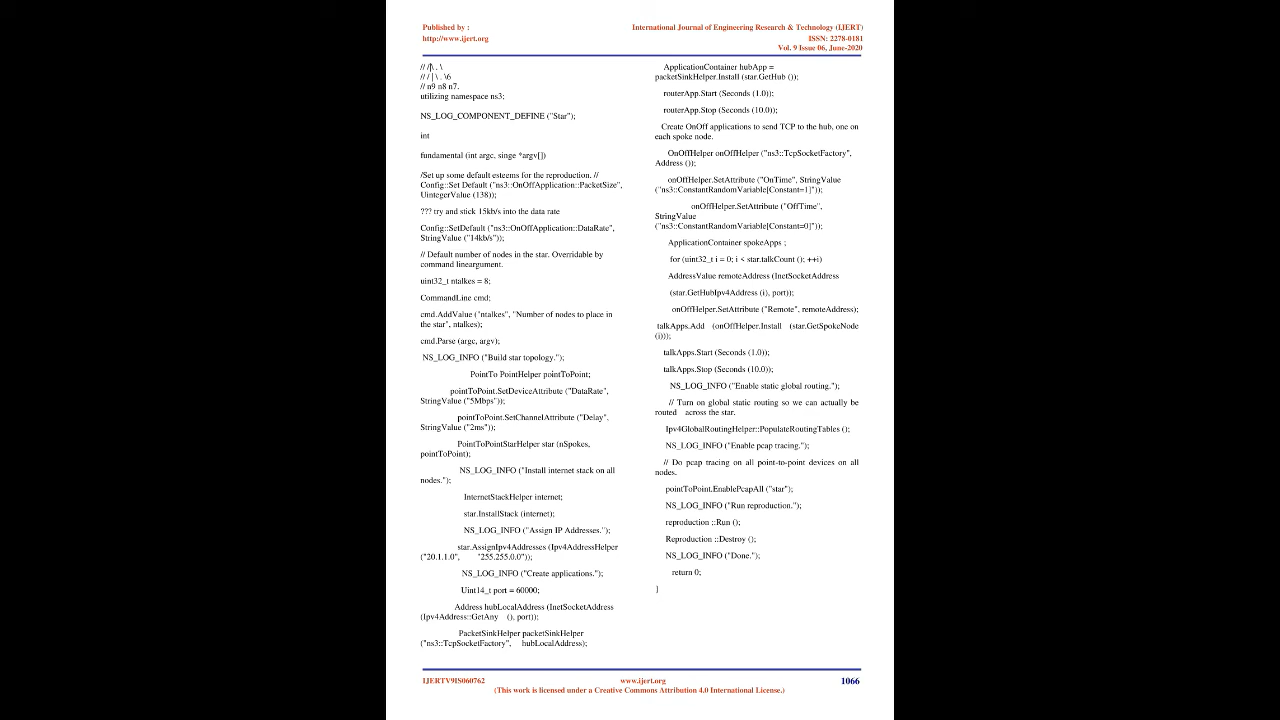 Published by :
http://www.ijert.org
International Journal of Engineering Research & Technology (IJERT)
ISSN: 2278-0181
Vol. 9 Issue 06, June-2020
// /|\ . \
// / | \ . \6
// n9 n8 n7.
utilizing namespace ns3;
NS_LOG_COMPONENT_DEFINE ("Star");
int
fundamental (int argc, singe *argv[])
/Set up some default esteems for the reproduction. //
Config::Set Default ("ns3::OnOffApplication::PacketSize",
UintegerValue (138));
??? try and stick 15kb/s into the data rate
Config::SetDefault ("ns3::OnOffApplication::DataRate",
StringValue ("14kb/s"));
// Default number of nodes in the star. Overridable by
command lineargument.
uint32_t ntalkes = 8;
CommandLine cmd;
cmd.AddValue ("ntalkes", "Number of nodes to place in
the star", ntalkes);
cmd.Parse (argc, argv);
NS_LOG_INFO ("Build star topology.");
PointTo PointHelper pointToPoint;
pointToPoint.SetDeviceAttribute ("DataRate",
StringValue ("5Mbps"));
pointToPoint.SetChannelAttribute ("Delay",
StringValue ("2ms"));
PointToPointStarHelper star (nSpokes,
pointToPoint);
NS_LOG_INFO ("Install internet stack on all
nodes.");
InternetStackHelper internet;
star.InstallStack (internet);
NS_LOG_INFO ("Assign IP Addresses.");
star.AssignIpv4Addresses (Ipv4AddressHelper
("20.1.1.0", "255.255.0.0"));
NS_LOG_INFO ("Create applications.");
Uint14_t port = 60000;
Address hubLocalAddress (InetSocketAddress
(Ipv4Address::GetAny (), port));
PacketSinkHelper packetSinkHelper
("ns3::TcpSocketFactory", hubLocalAddress);
ApplicationContainer hubApp =
packetSinkHelper.Install (star.GetHub ());
routerApp.Start (Seconds (1.0));
routerApp.Stop (Seconds (10.0));
Create OnOff applications to send TCP to the hub, one on
each spoke node.
OnOffHelper onOffHelper ("ns3::TcpSocketFactory",
Address ());
onOffHelper.SetAttribute ("OnTime", StringValue
("ns3::ConstantRandomVariable[Constant=1]"));
onOffHelper.SetAttribute ("OffTime",
StringValue
("ns3::ConstantRandomVariable[Constant=0]"));
ApplicationContainer spokeApps ;
for (uint32_t i = 0; i < star.talkCount (); ++i)
AddressValue remoteAddress (InetSocketAddress
(star.GetHubIpv4Address (i), port));
onOffHelper.SetAttribute ("Remote", remoteAddress);
talkApps.Add (onOffHelper.Install (star.GetSpokeNode
(i)));
talkApps.Start (Seconds (1.0));
talkApps.Stop (Seconds (10.0));
NS_LOG_INFO ("Enable static global routing.");
// Turn on global static routing so we can actually be
routed across the star.
Ipv4GlobalRoutingHelper::PopulateRoutingTables ();
NS_LOG_INFO ("Enable pcap tracing.");
// Do pcap tracing on all point-to-point devices on all
nodes.
pointToPoint.EnablePcapAll ("star");
NS_LOG_INFO ("Run reproduction.");
reproduction ::Run ();
Reproduction ::Destroy ();
NS_LOG_INFO ("Done.");
return 0;
}
IJERTV9IS060762
www.ijert.org
1066
(This work is licensed under a Creative Commons Attribution 4.0 International License.)